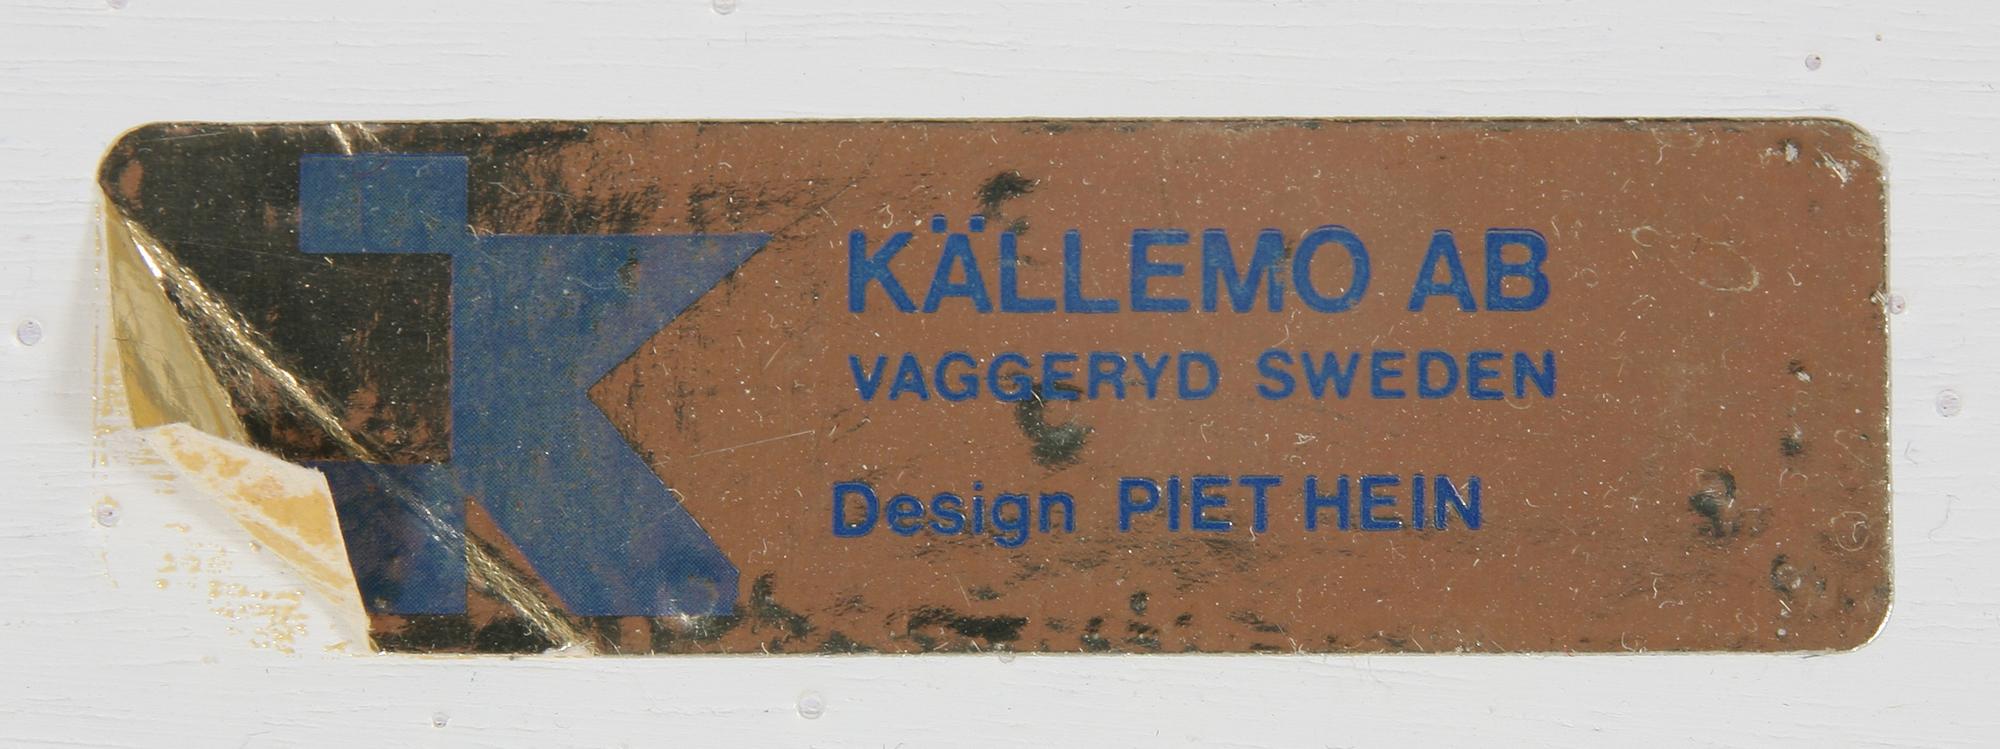 KÄLLEMO AB
VAGGERYD SWEDEN
Design PIET HEIN